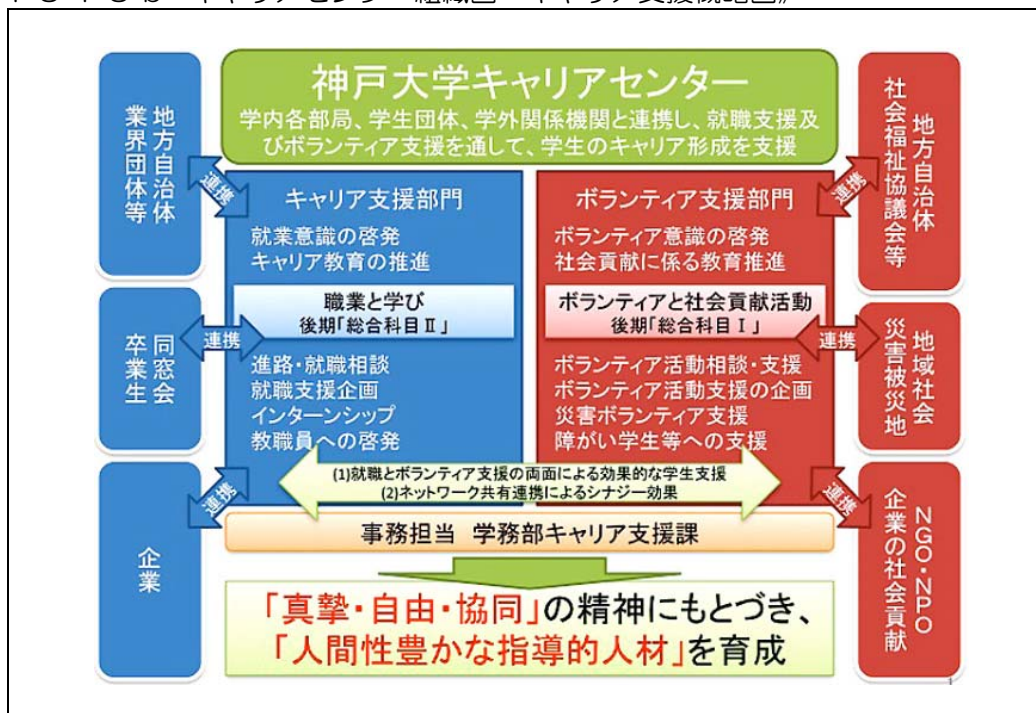 神戸大学キャリアセンター
学内各部局、学生団体、学外関係機関と連携し、就職支援及
びボランティア支援を通して、学生のキャリア形成を支援
地方自治体
業界団体等
連携
同窓会
卒業生
連携
企業
連携
キャリア支援部門
就業意識の啓発
キャリア教育の推進
職業と学び
後期「総合科目Ⅱ」
進路・就職相談
就職支援企画
インターンシップ
教職員への啓発
ボランティア支援部門
ボランティア意識の啓発
社会貢献に係る教育推進
ボランティアと社会貢献活動
後期「総合科目Ⅰ」
ボランティア活動相談・支援
ボランティア活動支援の企画
災害ボランティア支援
障がい学生等への支援
地方自治体
社会福祉協議会等
連携
地域社会
災害被災地
連携
NGO・NPO
企業の社会貢献
連携
(1)就職とボランティア支援の両面による効果的な学生支援
(2)ネットワーク共有連携によるシナジー効果
事務担当 学務部キャリア支援課
「真摯・自由・協同」の精神にもとづき、
「人間性豊かな指導的人材」を育成